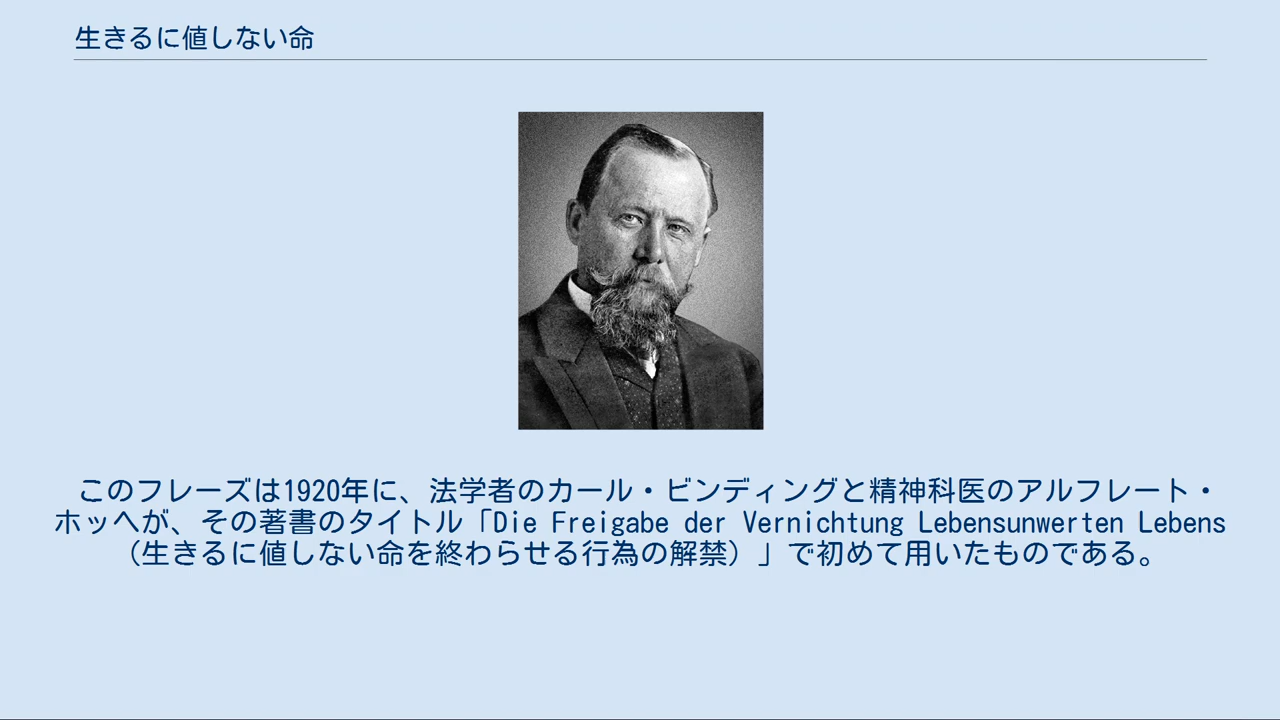 生きるに値しない命
このフレーズは1920年に、法学者のカール・ビンディングと精神科医のアルフレート・
ホッヘが、その著書のタイトル「Die Freigabe der Vernichtung Lebensunwerten Lebens
（生きるに値しない命を終わらせる行為の解禁）」で初めて用いたものである。